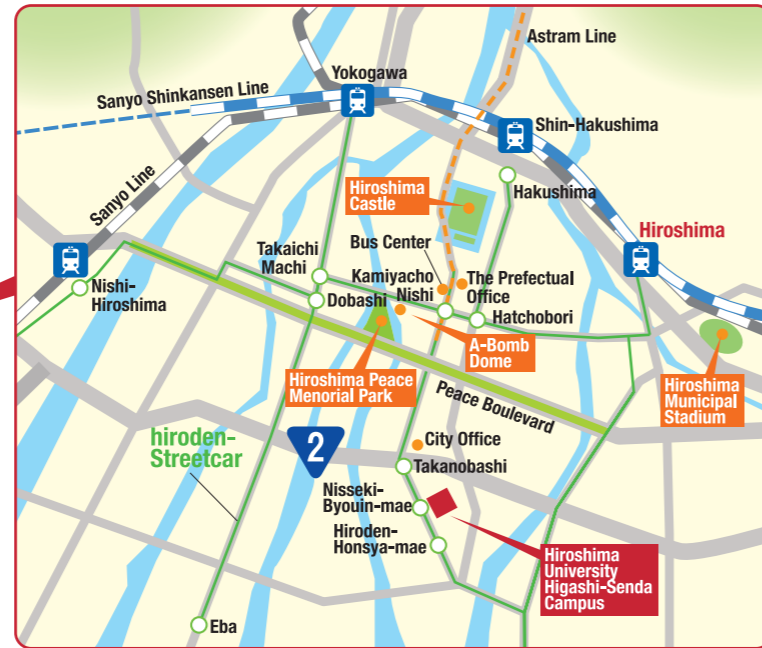 Astram Line
Yokogawa
Sanyo Shinkansen Line
Shin-Hakushima
Sanyo Line
Hakushima
Hiroshima
Castle
Hiroshima
Bus Center
Takaichi
Machi
Kamiyacho
Nishi
The Prefectual
Office
Nishi-
Hiroshima
Dobashi
Hatchobori
A-Bomb
Dome
Hiroshima Peace
Menorial Park
Peace Boulevard
Hiroshima
Municipal
Stadium
hiroden-
Streetcar
2
City Office
Takanobashi
Nisseki-
Byouin-mae
Hiroden-
Honsya-mae
Hiroshima
University
Higashi-Senda
Campus
Eba